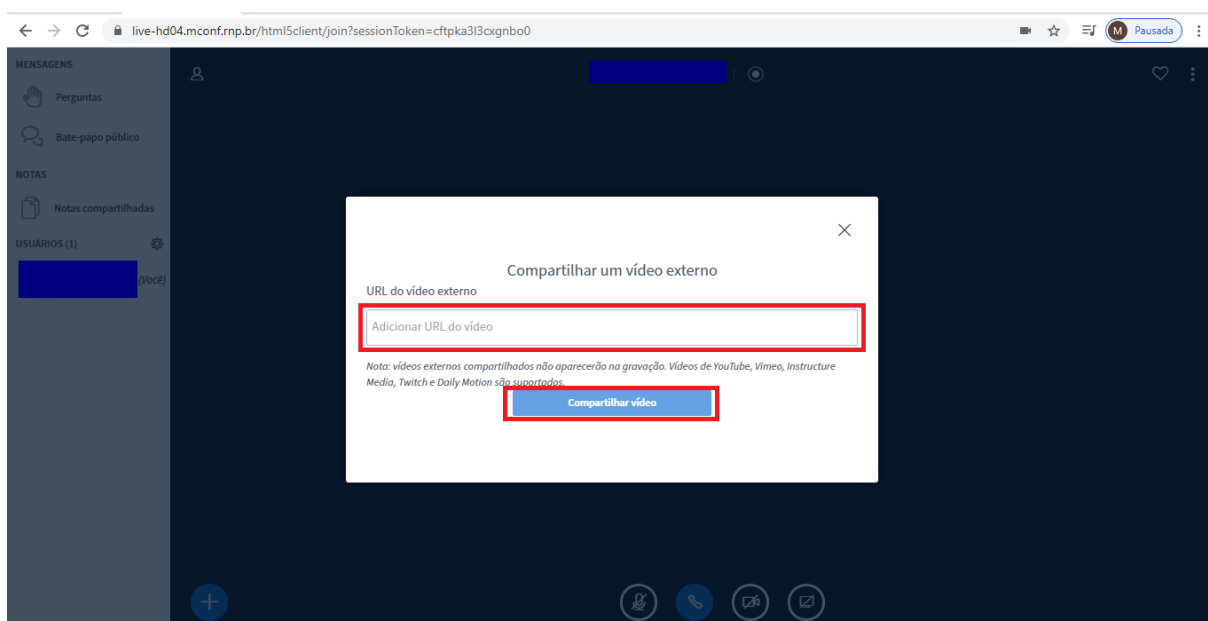 live-hd04.mconf.rnp.br/html5client/join?sessionToken=cftpka3l3cxgnbo0
M
Pausada
MENSAGENS
Perguntas
Bate-papo público
NOTAS
Notas compartilhadas
USUÁRIOS (1)
(Você)
Compartilhar um vídeo externo
URL do vídeo externo
Adicionar URL do vídeo
Nota: vídeos externos compartilhados não aparecerão na gravação. Vídeos de YouTube, Vimeo, Instructure
Media, Twitch e Daily Motion são suportados.
Compartilhar vídeo